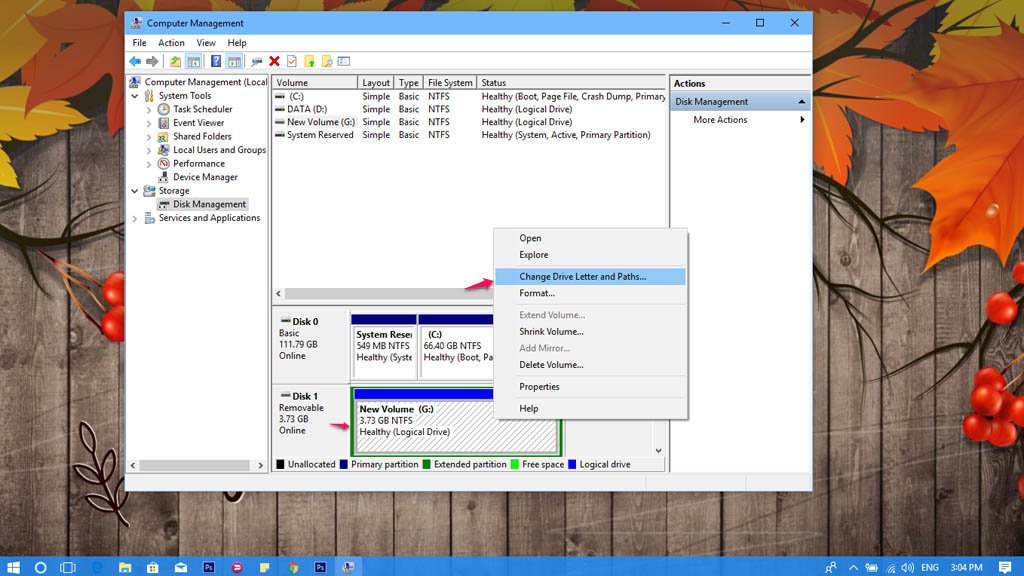 Computer Management
File Action View Help
Computer Management (Local
System Tools
Task Scheduler
Event Viewer
Shared Folders
Local Users and Groups
Performance
Device Manager
Storage
Disk Management
Services and Applications
Volume Layout Type File System Status
(C:) Simple Basic NTFS Healthy (Boot, Page File, Crash Dump, Primary
DATA (D:) Simple Basic NTFS Healthy (Logical Drive)
New Volume (G:) Simple Basic NTFS Healthy (Logical Drive)
System Reserved Simple Basic NTFS Healthy (System, Active, Primary Partition)
Actions
Disk Management
More Actions
Open
Explore
Change Drive Letter and Paths...
Format...
Extend Volume...
Shrink Volume...
Add Mirror...
Delete Volume...
Properties
Help
Disk 0
Basic
111.79 GB
Online
System Rese
549 MB NTFS
Healthy (Syste
(C:)
66.40 GB NTFS
Healthy (Boot, Pa
Disk 1
Removable
3.73 GB
Online
New Volume (G:)
3.73 GB NTFS
Healthy (Logical Drive)
Unallocated Primary partition Extended partition Free space Logical drive
Ps Ps ENG 3:04 PM